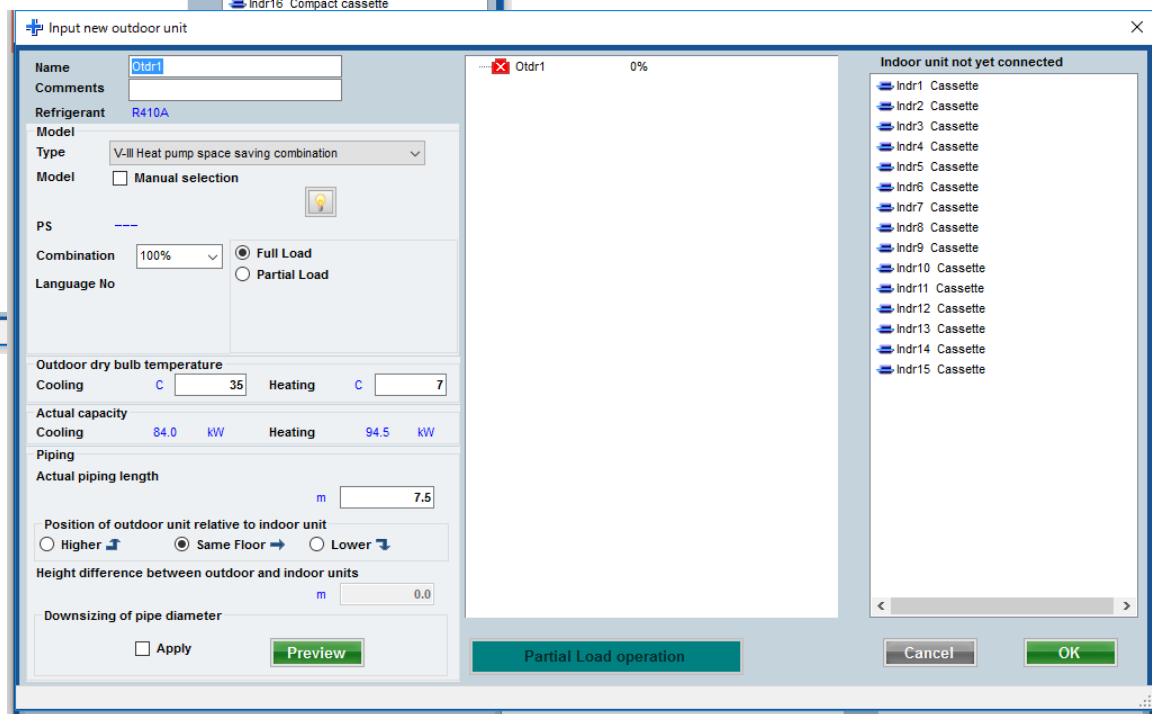 Indr16 Compact cassette
Input new outdoor unit
Name Otdr1
Comments
Refrigerant R410A
Model
Type V-III Heat pump space saving combination
Model Manual selection
PS ---
Combination 100% Full Load
Partial Load
Language No
Outdoor dry bulb temperature
Cooling C 35 Heating C 7
Actual capacity
Cooling 84.0 kW Heating 94.5 kW
Piping
Actual piping length
m 7.5
Position of outdoor unit relative to indoor unit
Higher Same Floor Lower
Height difference between outdoor and indoor units
m 0.0
Downsizing of pipe diameter
Apply Preview
Otdr1 0%
Partial Load operation
Indoor unit not yet connected
Indr1 Cassette
Indr2 Cassette
Indr3 Cassette
Indr4 Cassette
Indr5 Cassette
Indr6 Cassette
Indr7 Cassette
Indr8 Cassette
Indr9 Cassette
Indr10 Cassette
Indr11 Cassette
Indr12 Cassette
Indr13 Cassette
Indr14 Cassette
Indr15 Cassette
Cancel OK